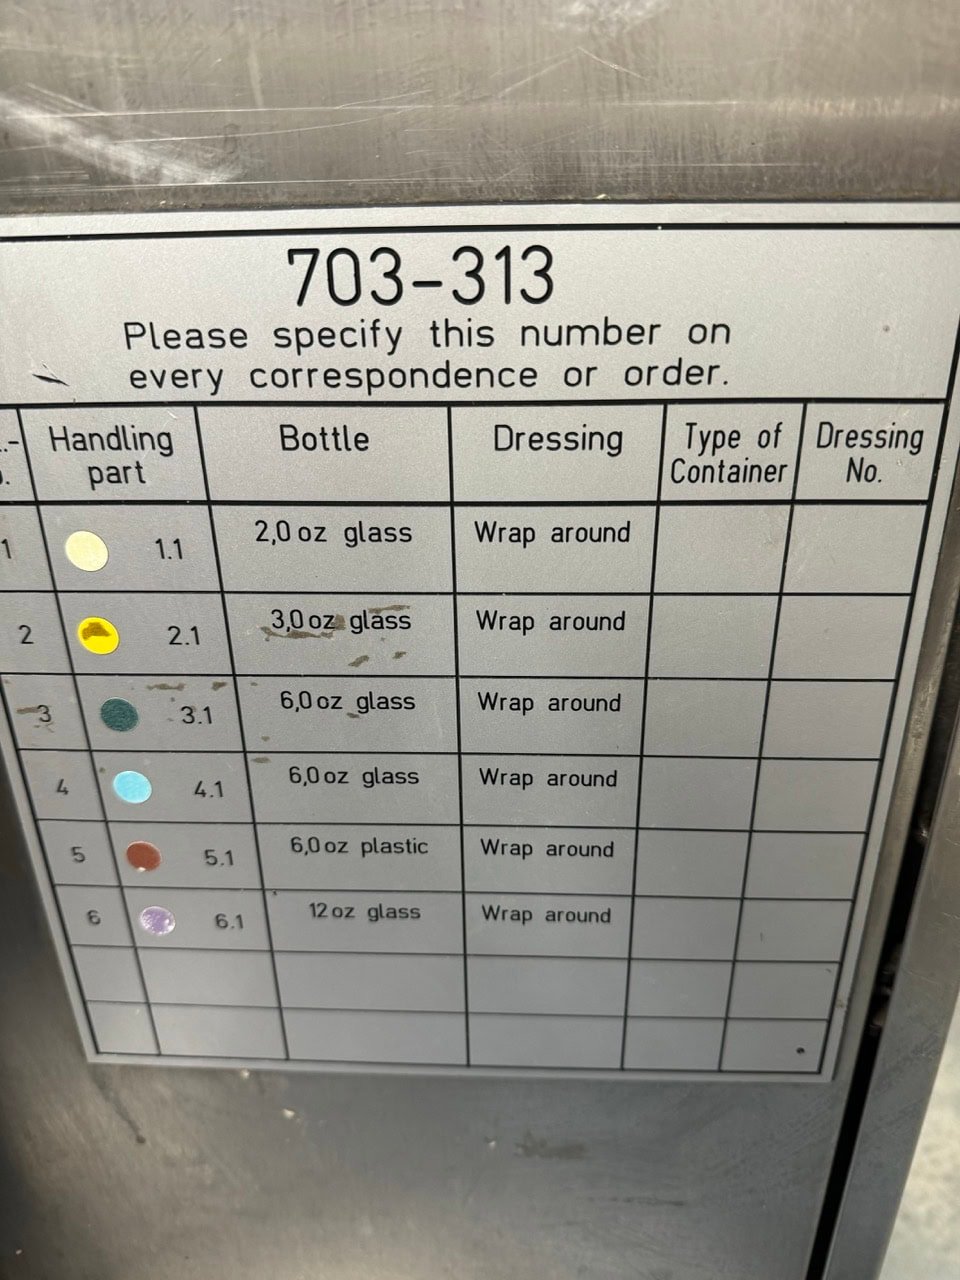 703-313
Please specify this number on
every correspondence or order.
Handling part Bottle Dressing Type of Container Dressing No.
1 1.1 2,0 oz glass Wrap around
2 2.1 3,0 oz glass Wrap around
3 3.1 6,0 oz glass Wrap around
4 4.1 6,0 oz glass Wrap around
5 5.1 6,0 oz plastic Wrap around
6 6.1 12 oz glass Wrap around